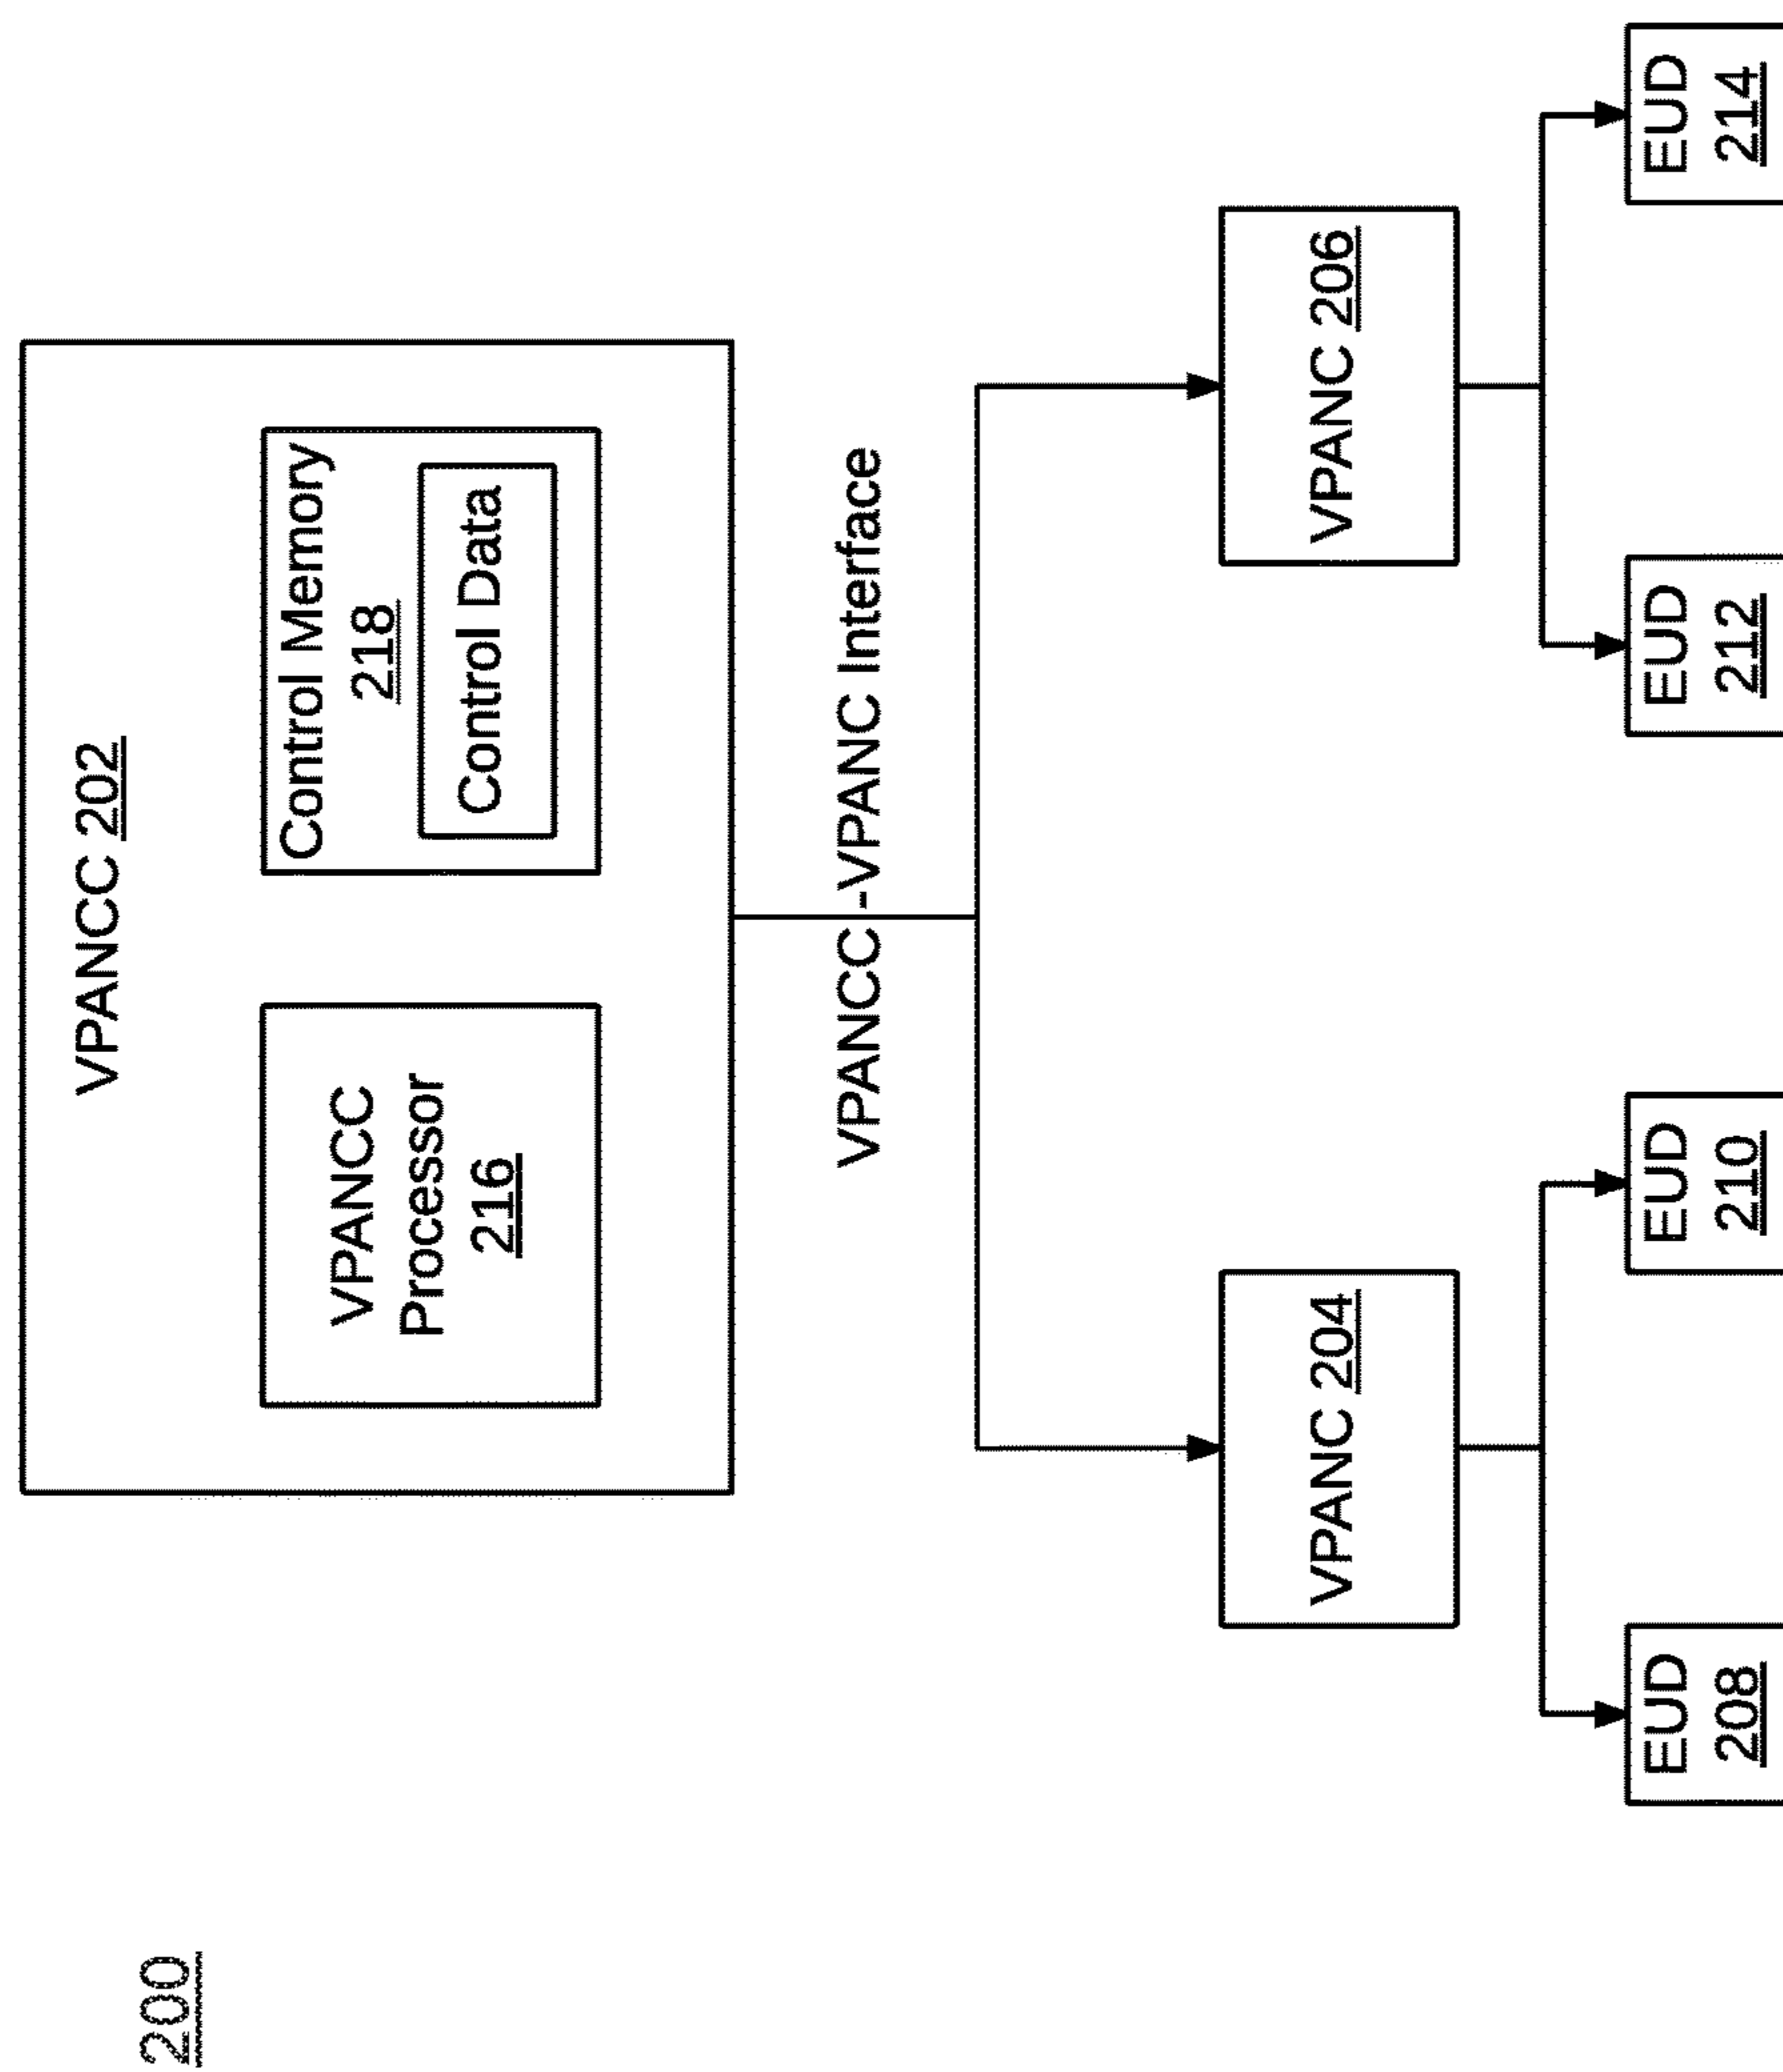 200
VPANCC 202
VPANCC
Processor
216
Control Memory
218
Control Data
VPANCC -VPANC Interface
VPANC 204
VPANC 206
EUD
208
EUD
210
EUD
212
EUD
214